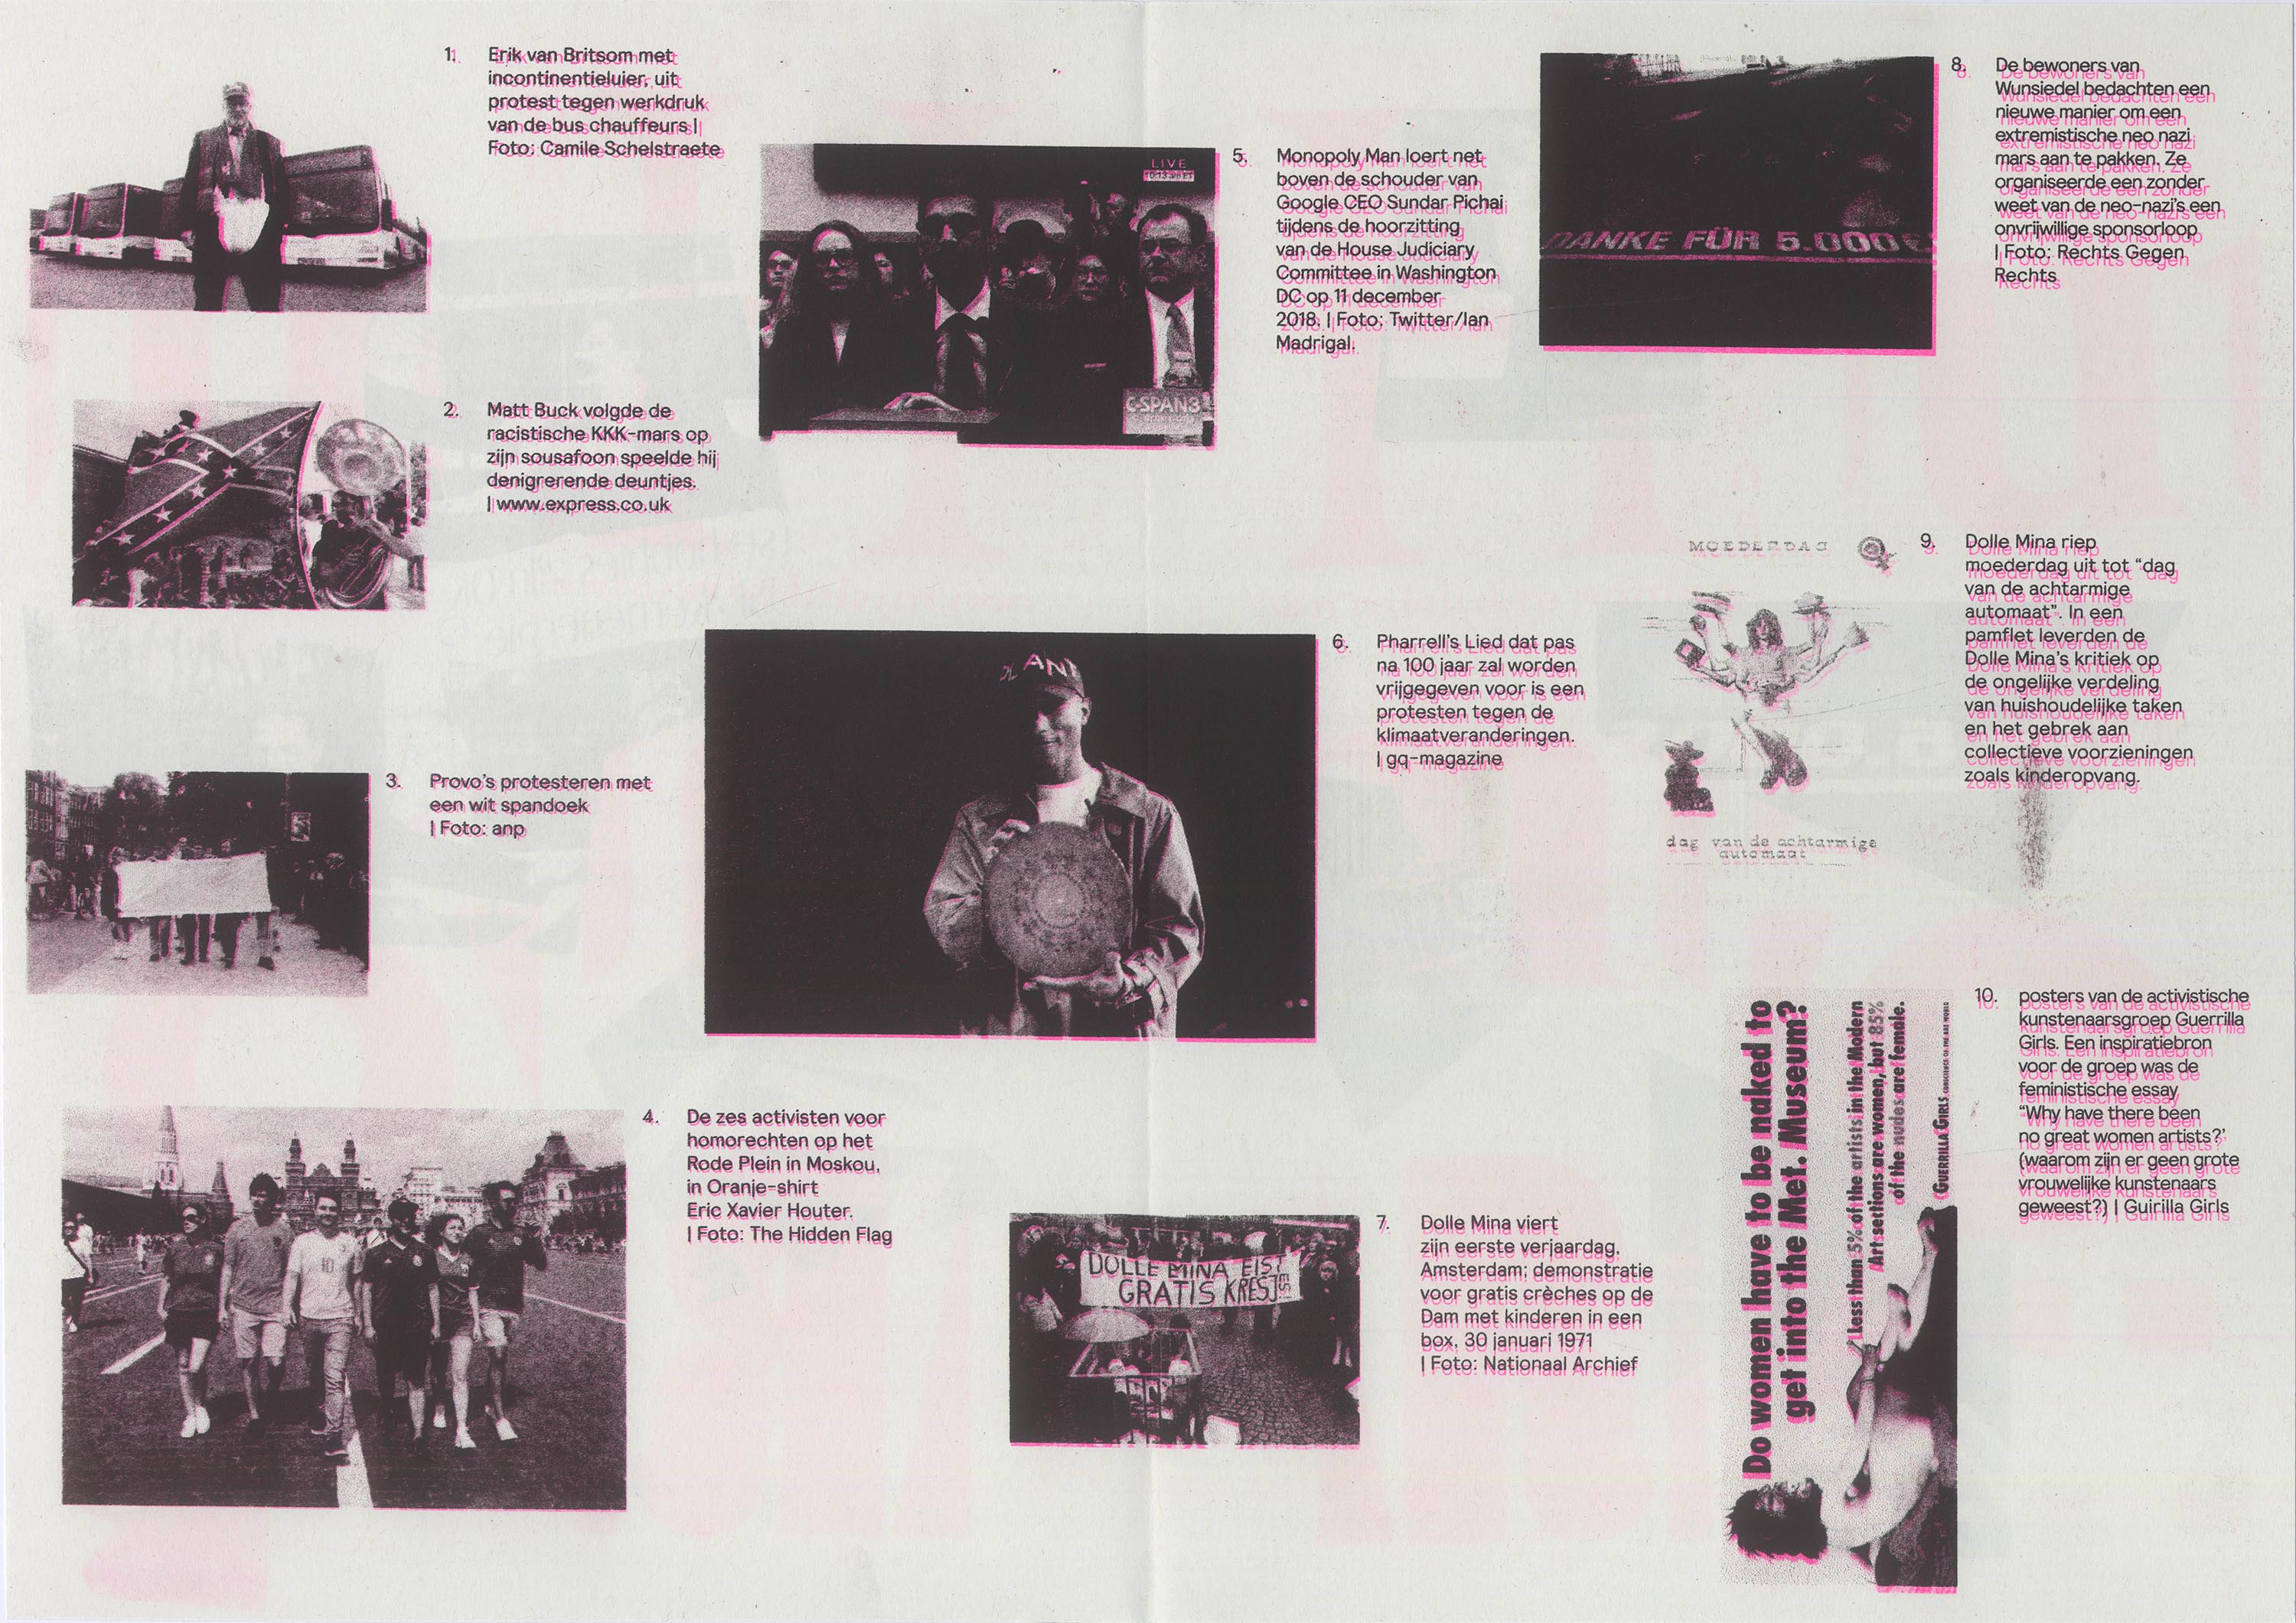 1. Erik van Britsom met
incontinentieluier, uit
protest tegen werkdruk
van de bus chauffeurs |
Foto: Camile Schelstraete
2. Matt Buck volgde de
racistische KKK-mars op
zijn sousafoon speelde hij
denigrerende deuntjes.
| www.express.co.uk
3. Provo's protesteren met
een wit spandoek
| Foto: anp
4. De zes activisten voor
homorechten op het
Rode Plein in Moskou,
in Oranje-shirt
Eric Xavier Houter.
| Foto: The Hidden Flag
10
LIVE
10:13 am ET
C-SPAN3
5. Monopoly Man loert net
boven de schouder van
Google CEO Sundar Pichai
tijdens de hoorzitting
van de House Judiciary
Committee in Washington
DC op 11 december
2018. | Foto: Twitter/Ian
Madrigal.
6. Pharrell's Lied dat pas
na 100 jaar zal worden
vrijgegeven voor is een
protesten tegen de
klimaatveranderingen.
| gq-magazine
DOLLE MINA EIST
GRATIS KRESJES
7. Dolle Mina viert
zijn eerste verjaardag.
Amsterdam; demonstratie
voor gratis crèches op de
Dam met kinderen in een
box, 30 januari 1971
| Foto: Nationaal Archief
DANKE FÜR 5.000€
8. De bewoners van
Wunsiedel bedachten een
nieuwe manier om een
extremistische neo nazi
mars aan te pakken. Ze
organiseerde een zonder
weet van de neo-nazi's een
onvrijwillige sponsorloop
| Foto: Rechts Gegen
Rechts
MOEDERDAG
dag van de achtarmige
automaat
9. Dolle Mina riep
moederdag uit tot "dag
van de achtarmige
automaat". In een
pamflet leverden de
Dolle Mina's kritiek op
de ongelijke verdeling
van huishoudelijke taken
en het gebrek aan
collectieve voorzieningen
zoals kinderopvang.
Do women have to be naked to
get into the Met. Museum?
Less than 5% of the artists in the Modern
Art sections are women, but 85%
of the nudes are female.
GUERRILLA GIRLS CONSCIENCE OF THE ART WORLD
10. posters van de activistische
kunstenaarsgroep Guerrilla
Girls. Een inspiratiebron
voor de groep was de
feministische essay
"Why have there been
no great women artists?'
(waarom zijn er geen grote
vrouwelijke kunstenaars
geweest?) | Guirilla Girls